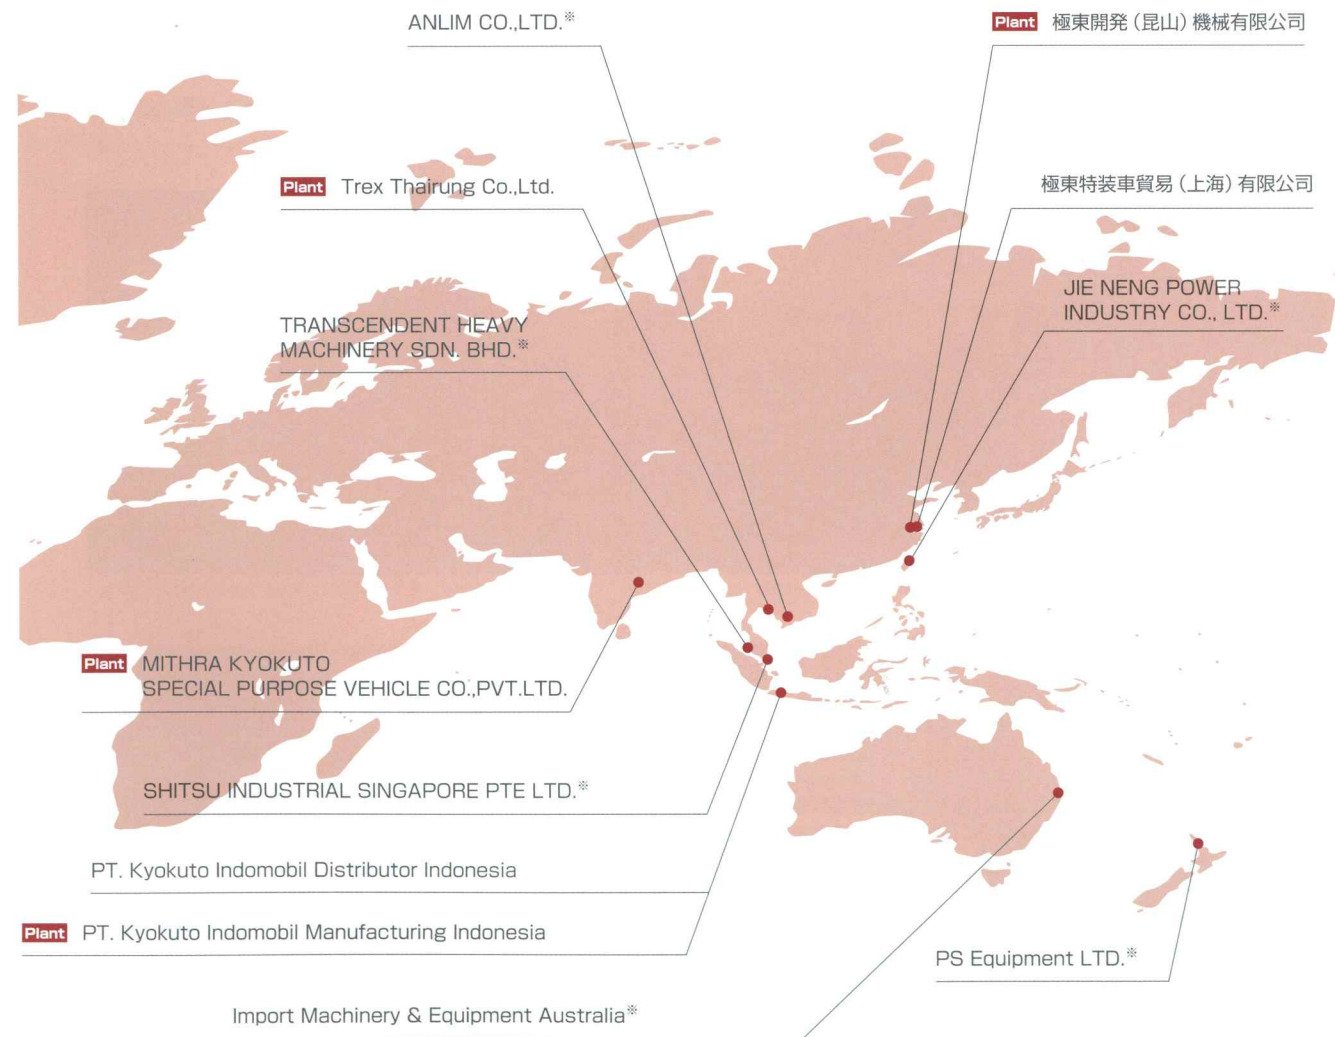 ANLIM CO.,LTD.※
Plant 極東開発（昆山）機械有限公司
Plant Trex Thairung Co.,Ltd.
極東特装車貿易（上海）有限公司
JIE NENG POWER
INDUSTRY CO., LTD.※
TRANSCENDENT HEAVY
MACHINERY SDN. BHD.※
Plant MITHRA KYOKUTO
SPECIAL PURPOSE VEHICLE CO.,PVT.LTD.
SHITSU INDUSTRIAL SINGAPORE PTE LTD.※
PT. Kyokuto Indomobil Distributor Indonesia
Plant PT. Kyokuto Indomobil Manufacturing Indonesia
PS Equipment LTD.※
Import Machinery & Equipment Australia※